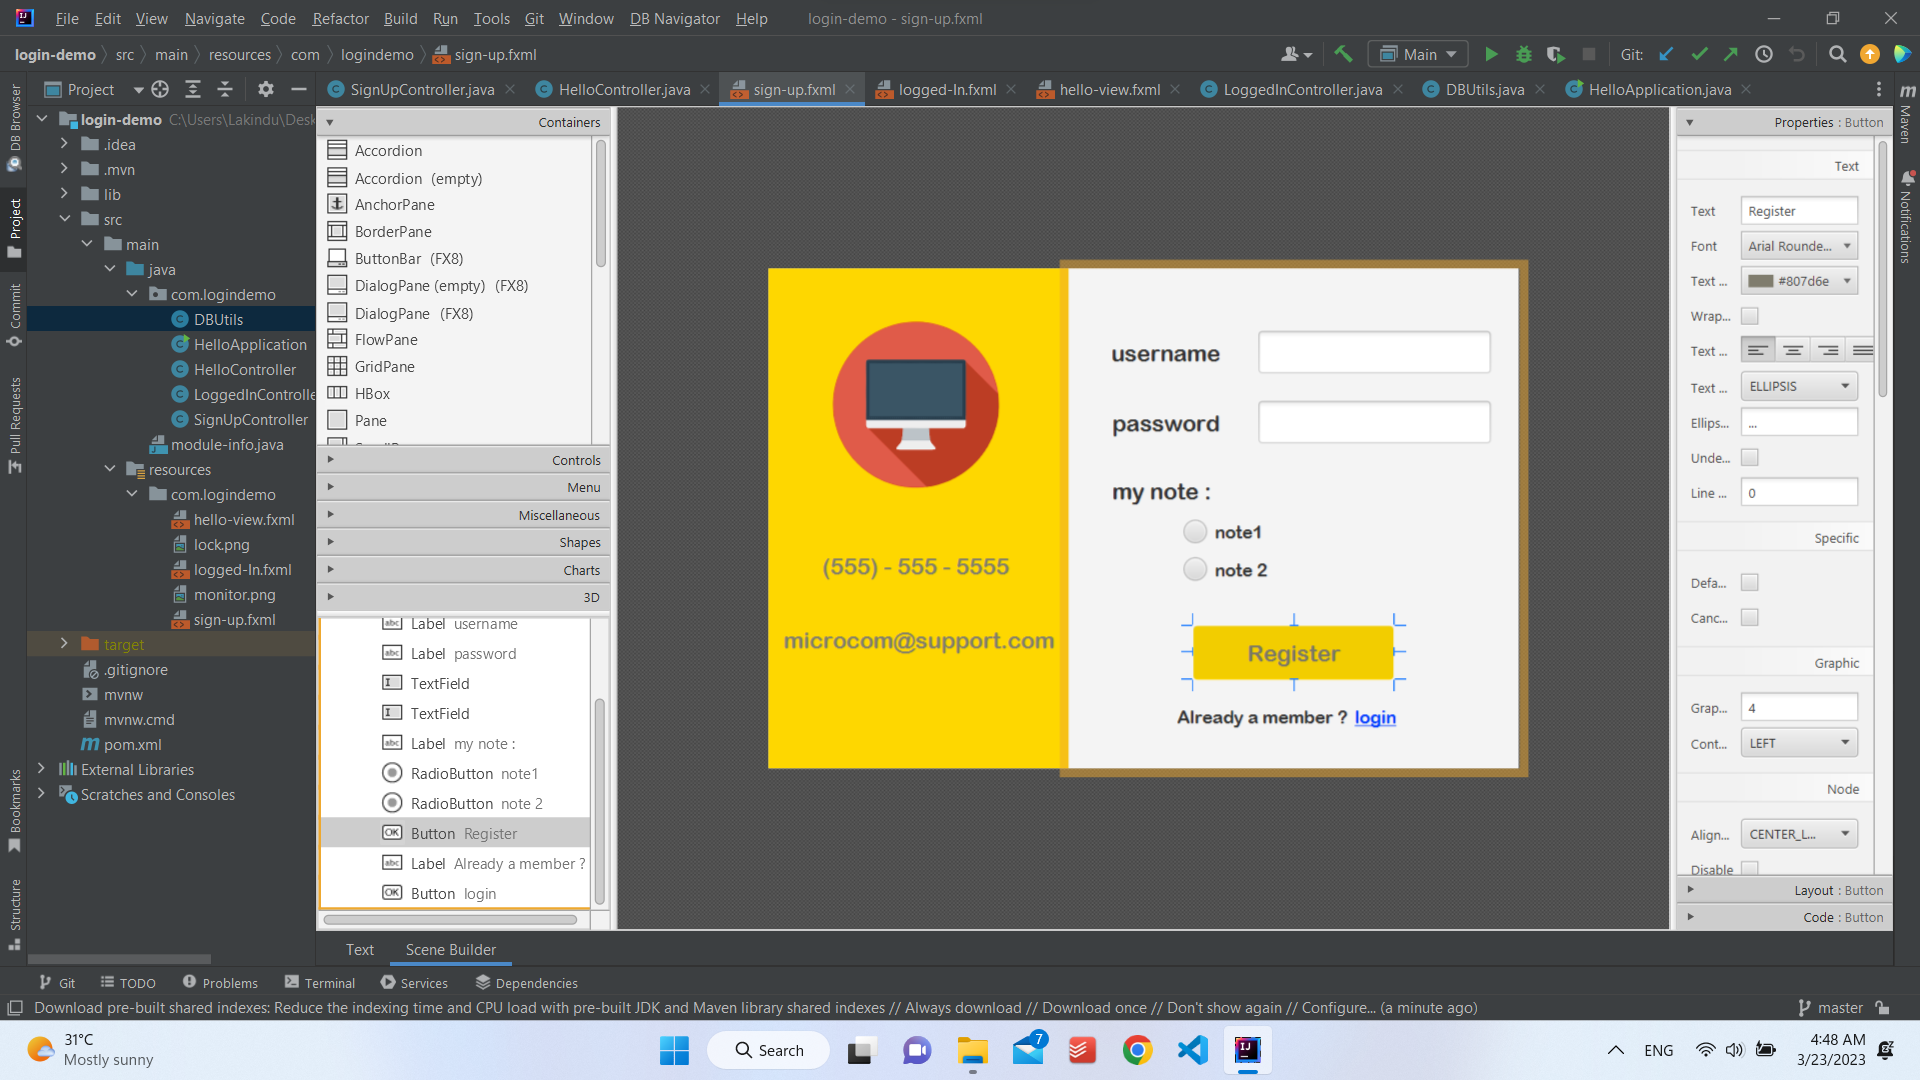 File Edit View Navigate Code Refactor Build Run Tools Git Window DB Navigator Help login-demo - sign-up.fxml
login-demo src main resources com logindemo sign-up.fxml Main Git:
Project SignUpController.java HelloController.java sign-up.fxml logged-In.fxml hello-view.fxml LoggedInController.java DBUtils.java HelloApplication.java
DB Browser
Project
Commit
Pull Requests
Bookmarks
Structure
login-demo C:\Users\Lakindu\Desk
.idea
.mvn
lib
src
main
java
com.logindemo
DBUtils
HelloApplication
HelloController
LoggedInControlle
SignUpController
module-info.java
resources
com.logindemo
hello-view.fxml
lock.png
logged-In.fxml
monitor.png
sign-up.fxml
target
.gitignore
mvnw
mvnw.cmd
pom.xml
External Libraries
Scratches and Consoles
Containers
Accordion
Accordion (empty)
AnchorPane
BorderPane
ButtonBar (FX8)
DialogPane (empty) (FX8)
DialogPane (FX8)
FlowPane
GridPane
HBox
Pane
Controls
Menu
Miscellaneous
Shapes
Charts
3D
Label username
Label password
TextField
TextField
Label my note :
RadioButton note1
RadioButton note 2
Button Register
Label Already a member ?
Button login
Text Scene Builder
(555) - 555 - 5555
microcom@support.com
username
password
my note :
note1
note 2
Register
Already a member ? login
Properties : Button
Text
Text Register
Font Arial Rounde...
Text ... #807d6e
Wrap...
Text ...
Text ... ELLIPSIS
Ellips... ...
Unde...
Line ... 0
Specific
Defa...
Canc...
Graphic
Grap... 4
Cont... LEFT
Node
Align... CENTER_L...
Disable
Layout : Button
Code : Button
Maven
Notifications
Git TODO Problems Terminal Services Dependencies
Download pre-built shared indexes: Reduce the indexing time and CPU load with pre-built JDK and Maven library shared indexes // Always download // Download once // Don't show again // Configure... (a minute ago) master
31°C
Mostly sunny
Search
7
ENG
4:48 AM
3/23/2023